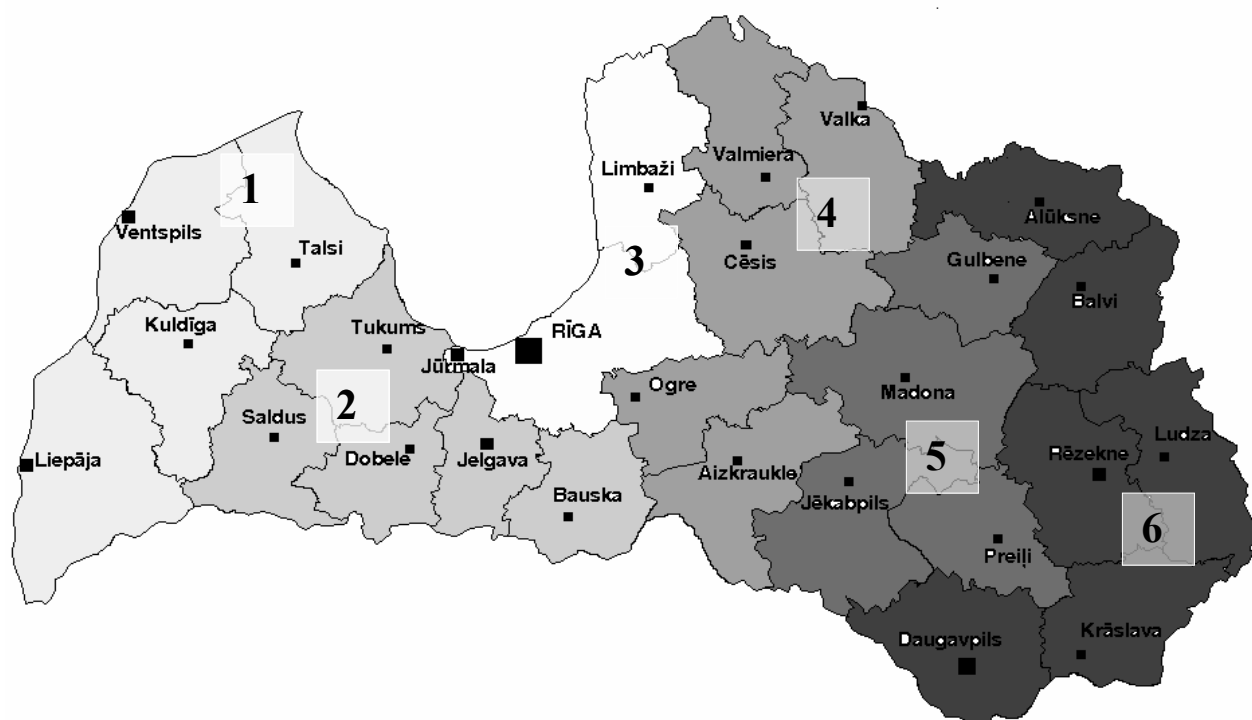 Valka
Valmiera
Limbaži
1
4
Alūksne
Ventspils
Talsi
3
Cēsis
Gulbene
Balvi
Kuldīga
Tukums
RĪGA
Jūrmala
Ogre
Madona
2
Saldus
Ludza
Liepāja
Dobele
Jelgava
5
Rēzekne
Aizkraukle
Bauska
Jēkabpils
6
Preiļi
Daugavpils
Krāslava